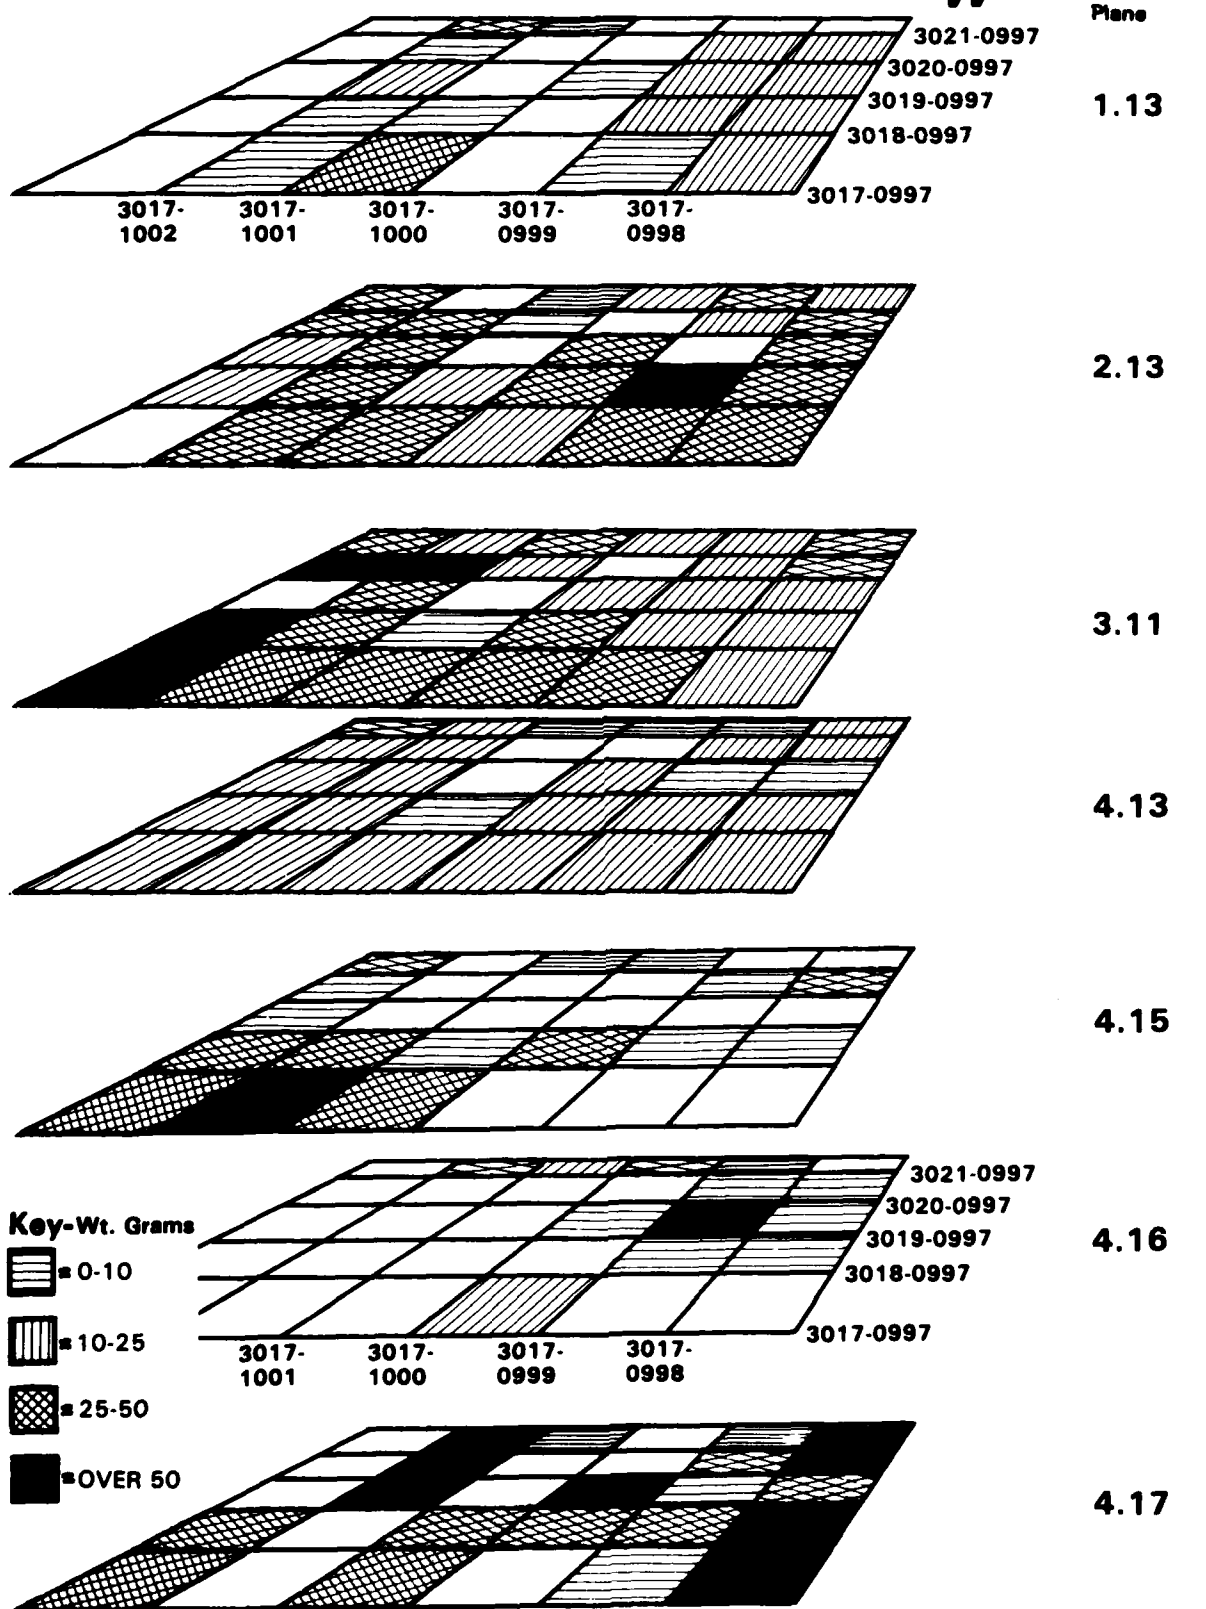 Plane
3021-0997
3020-0997
3019-0997
3018-0997
3017-0997
1.13
3017- 3017- 3017- 3017- 3017-
1002 1001 1000 0999 0998
2.13
3.11
4.13
4.15
3021-0997
3020-0997
3019-0997
3018-0997
3017-0997
4.16
Key-Wt. Grams
= 0-10
= 10-25
= 25-50
= OVER 50
3017- 3017- 3017- 3017-
1001 1000 0999 0998
4.17